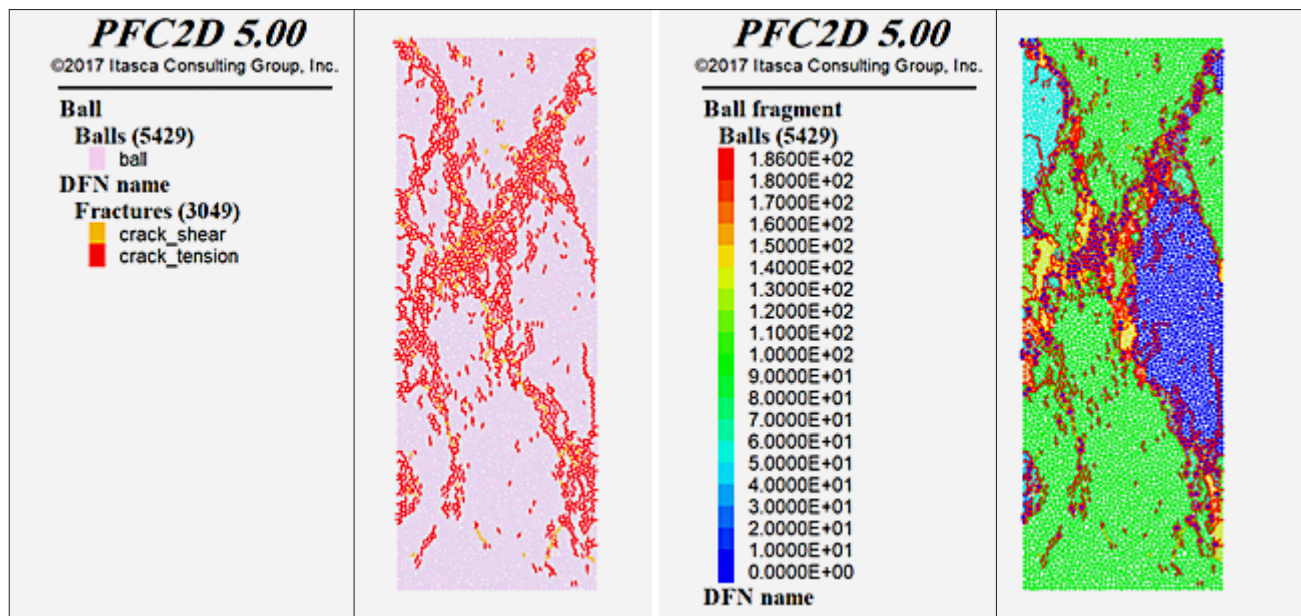 PFC2D 5.00
©2017 Itasca Consulting Group, Inc.
Ball
Balls (5429)
ball
DFN name
Fractures (3049)
crack_shear
crack_tension
PFC2D 5.00
©2017 Itasca Consulting Group, Inc.
Ball fragment
Balls (5429)
1.8600E+02
1.8000E+02
1.7000E+02
1.6000E+02
1.5000E+02
1.4000E+02
1.3000E+02
1.2000E+02
1.1000E+02
1.0000E+02
9.0000E+01
8.0000E+01
7.0000E+01
6.0000E+01
5.0000E+01
4.0000E+01
3.0000E+01
2.0000E+01
1.0000E+01
0.0000E+00
DFN name